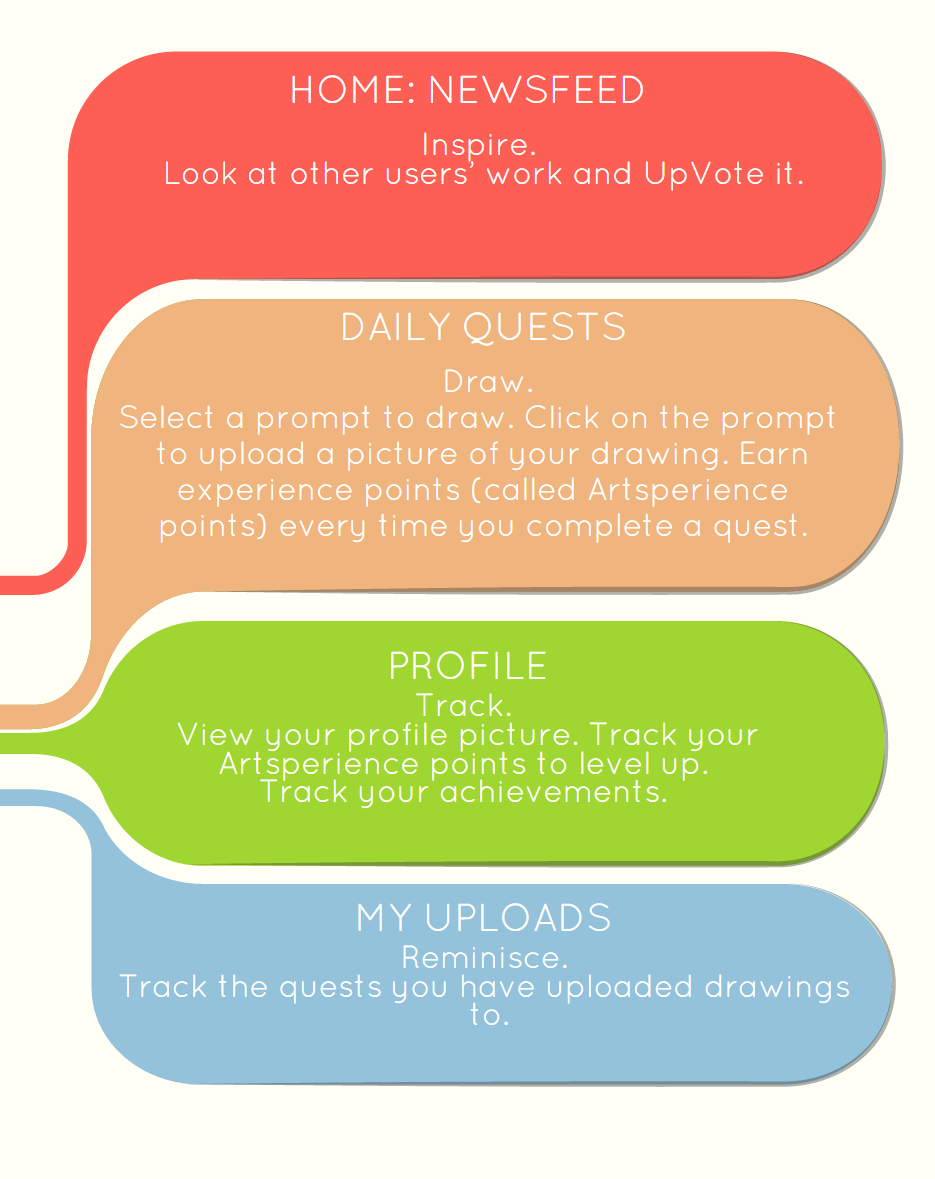 HOME: NEWSFEED
Inspire.
Look at other users’ work and UpVote it.
DAILY QUESTS
Draw.
Select a prompt to draw. Click on the prompt
to upload a picture of your drawing. Earn
experience points (called Artsperience
points) every time you complete a quest.
PROFILE
Track.
View your profile picture. Track your
Artsperience points to level up.
Track your achievements.
MY UPLOADS
Reminisce.
Track the quests you have uploaded drawings
to.